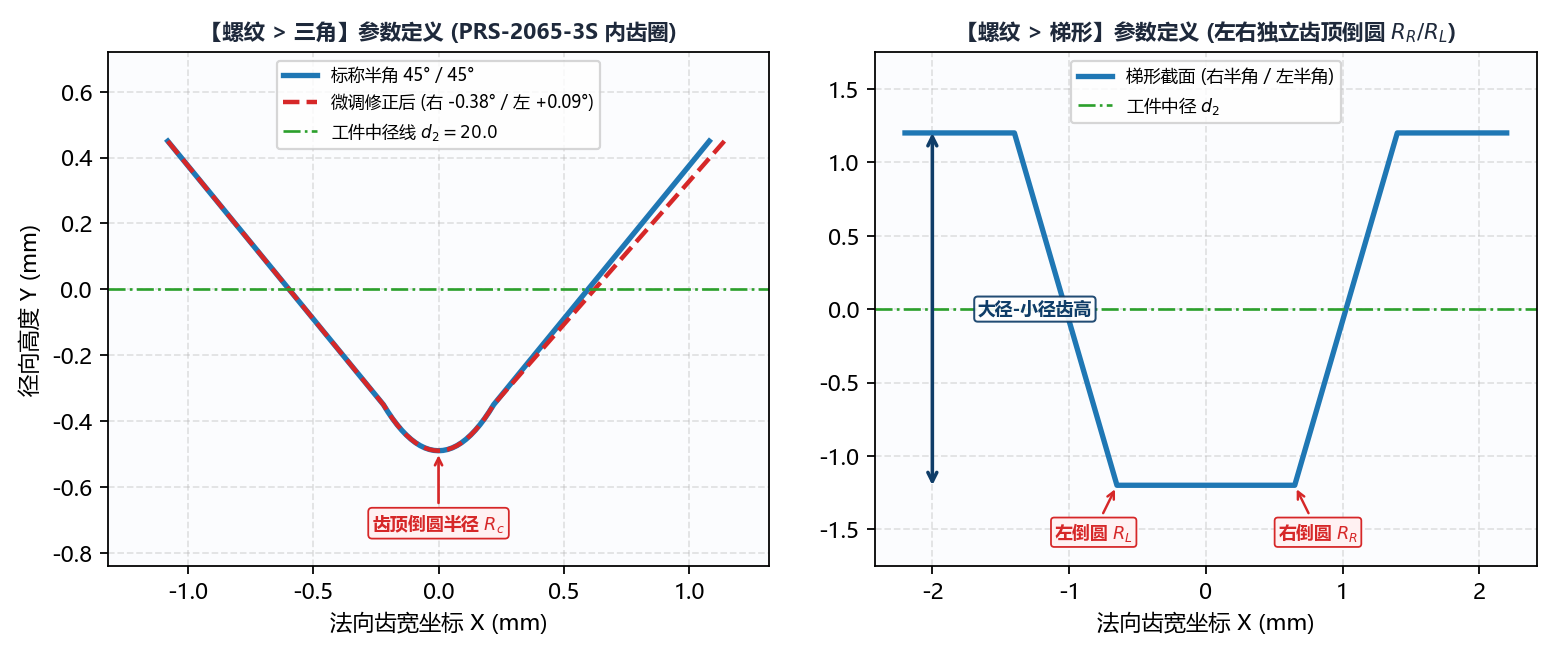 【螺纹 > 三角】参数定义 (PRS-2065-3S 内齿圈)
标称半角 45° / 45°
微调修正后 (右 -0.38° / 左 +0.09°)
工件中径线 d₂ = 20.0
0.6
0.4
0.2
0.0
-0.2
-0.4
-0.6
-0.8
径向高度 Y (mm)
齿顶倒圆半径 R_c
-1.0
-0.5
0.0
0.5
1.0
法向齿宽坐标 X (mm)
【螺纹 > 梯形】参数定义 (左右独立齿顶倒圆 R_R/R_L)
梯形截面 (右半角 / 左半角)
工件中径 d₂
1.5
1.0
0.5
0.0
-0.5
-1.0
-1.5
大径-小径齿高
左倒圆 R_L
右倒圆 R_R
-2
-1
0
1
2
法向齿宽坐标 X (mm)